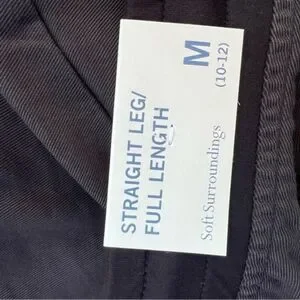 STRAIGHT LEG/
FULL LENGTH
M
(10-12)
Soft Surroundings